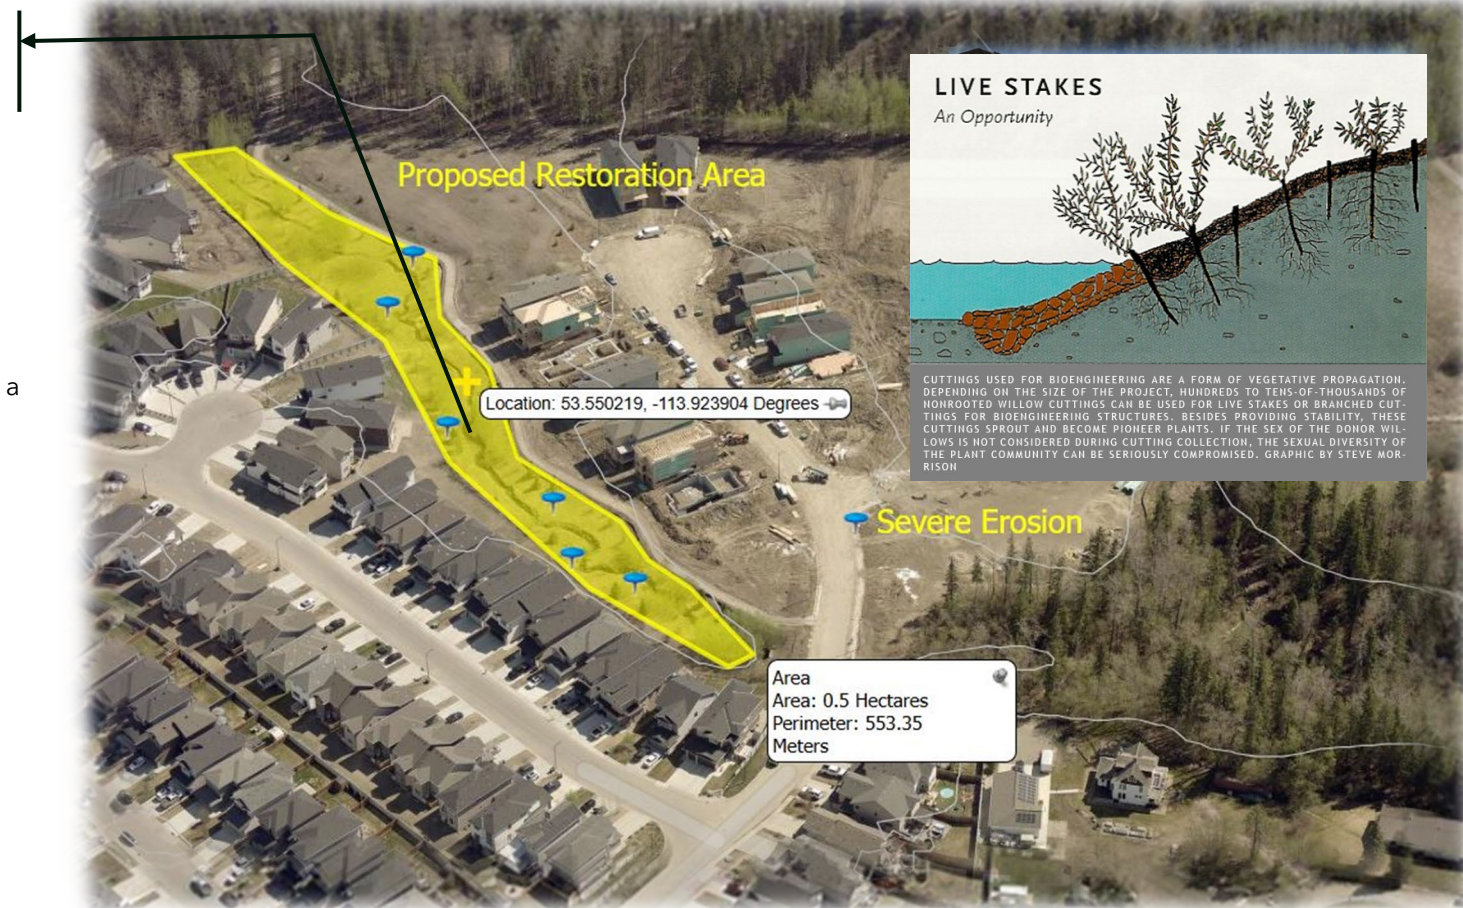 LIVE STAKES
An Opportunity
Proposed Restoration Area
CUTTINGS USED FOR BIOENGINEERING ARE A FORM OF VEGETATIVE PROPAGATION.
DEPENDING ON THE SIZE OF THE PROJECT, HUNDREDS TO TENS-OF-THOUSANDS OF
NONROOTED WILLOW CUTTINGS CAN BE USED FOR LIVE STAKES OR BRANCHED CUT-
TINGS FOR BIOENGINEERING STRUCTURES. BESIDES PROVIDING STABILITY, THESE
CUTTINGS SPROUT AND BECOME PIONEER PLANTS. IF THE SEX OF THE DONOR WIL-
LOWS IS NOT CONSIDERED DURING CUTTING COLLECTION, THE SEXUAL DIVERSITY OF
THE PLANT COMMUNITY CAN BE SERIOUSLY COMPROMISED. GRAPHIC BY STEVE MOR-
RISON
a
Location: 53.550219, -113.923904 Degrees
Severe Erosion
Area
Area: 0.5 Hectares
Perimeter: 553.35
Meters